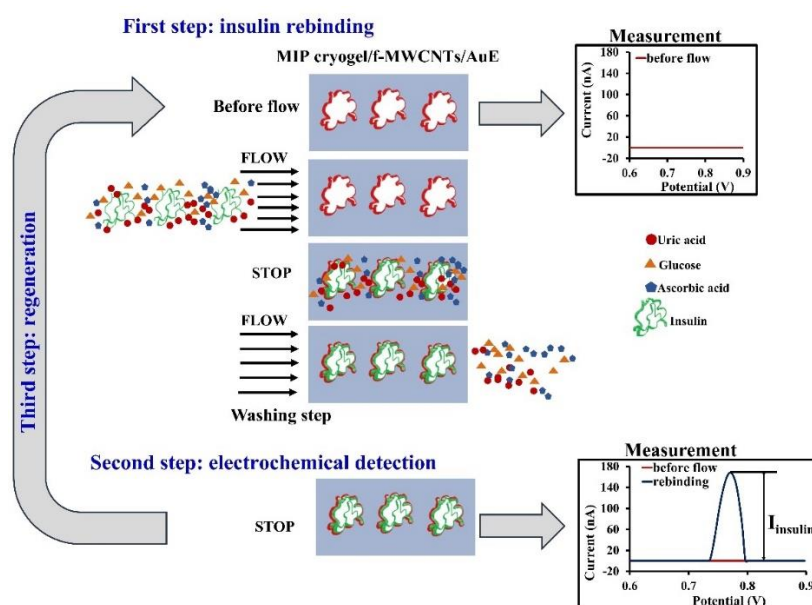 First step: insulin rebinding
MIP cryogel/f-MWCNTs/AuE
Before flow
Measurement
before flow
Current (nA)
180
140
100
60
20
-20
0.6
0.7
0.8
0.9
Potential (V)
FLOW
STOP
FLOW
Washing step
Uric acid
Glucose
Ascorbic acid
Insulin
Third step: regeneration
Second step: electrochemical detection
STOP
Measurement
before flow
rebinding
Current (nA)
180
140
100
60
20
-20
0.6
0.7
0.8
0.9
Potential (V)
I insulin